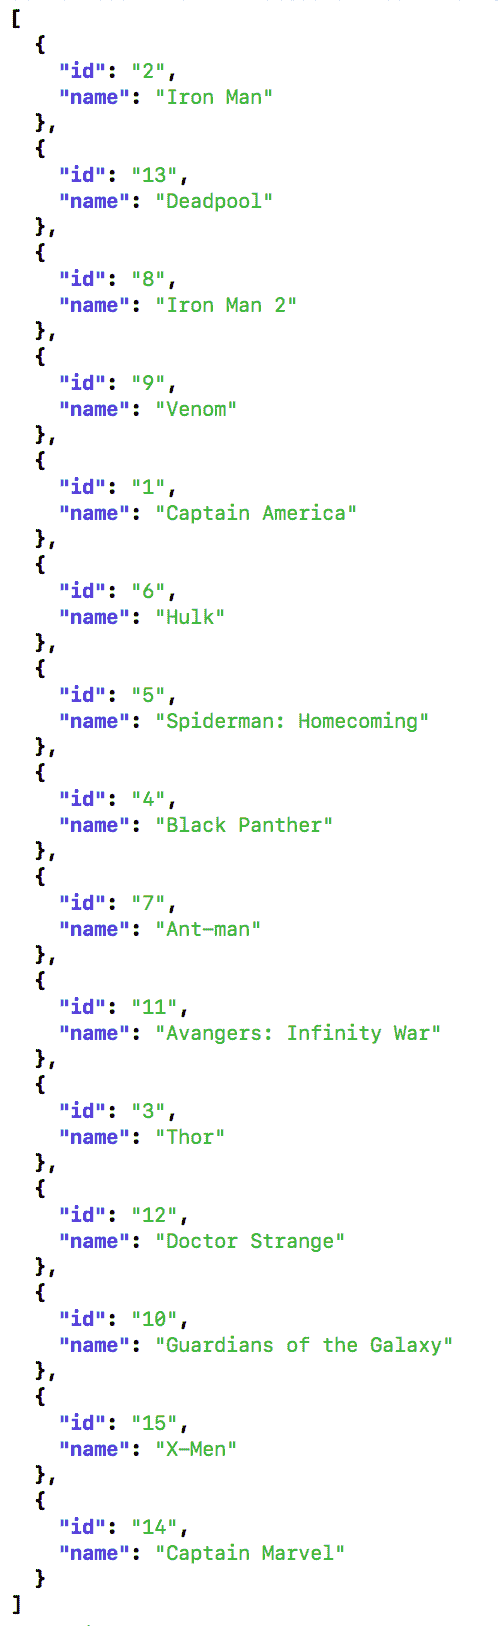 [
  {
    "id": "2",
    "name": "Iron Man"
  },
  {
    "id": "13",
    "name": "Deadpool"
  },
  {
    "id": "8",
    "name": "Iron Man 2"
  },
  {
    "id": "9",
    "name": "Venom"
  },
  {
    "id": "1",
    "name": "Captain America"
  },
  {
    "id": "6",
    "name": "Hulk"
  },
  {
    "id": "5",
    "name": "Spiderman: Homecoming"
  },
  {
    "id": "4",
    "name": "Black Panther"
  },
  {
    "id": "7",
    "name": "Ant-man"
  },
  {
    "id": "11",
    "name": "Avangers: Infinity War"
  },
  {
    "id": "3",
    "name": "Thor"
  },
  {
    "id": "12",
    "name": "Doctor Strange"
  },
  {
    "id": "10",
    "name": "Guardians of the Galaxy"
  },
  {
    "id": "15",
    "name": "X-Men"
  },
  {
    "id": "14",
    "name": "Captain Marvel"
  }
]